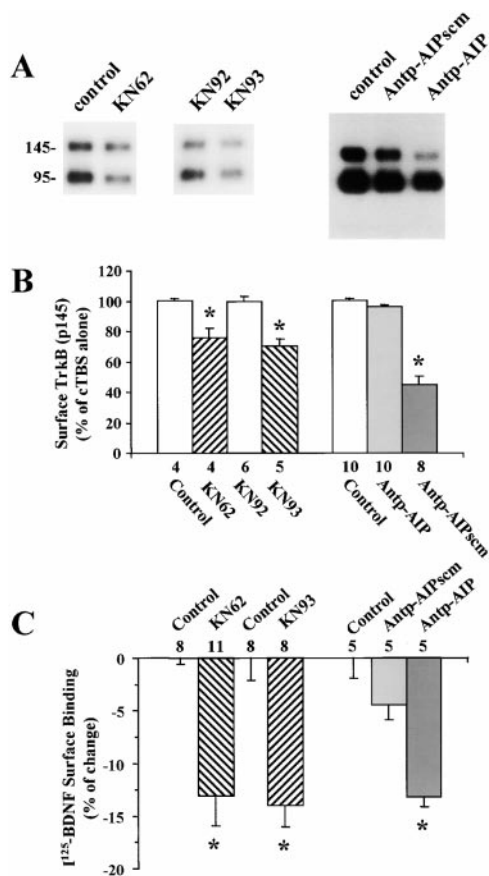 A
control
KN62
KN92
KN93
control
Antp-AIPscm
Antp-AIP
145-
95-
B
Surface TrkB (p145)
(% of cTBS alone)
120
100
80
60
40
20
0
*
*
*
4 4 6 5 10 10 8
Control
KN62
KN92
KN93
Control
Antp-AIP
Antp-AIPscm
C
Control
KN62
Control
KN93
Control
Antp-AIPscm
Antp-AIP
8 11 8 8 5 5 5
I¹²⁵-BDNF Surface Binding
(% of change)
0
-5
-10
-15
-20
*
*
*